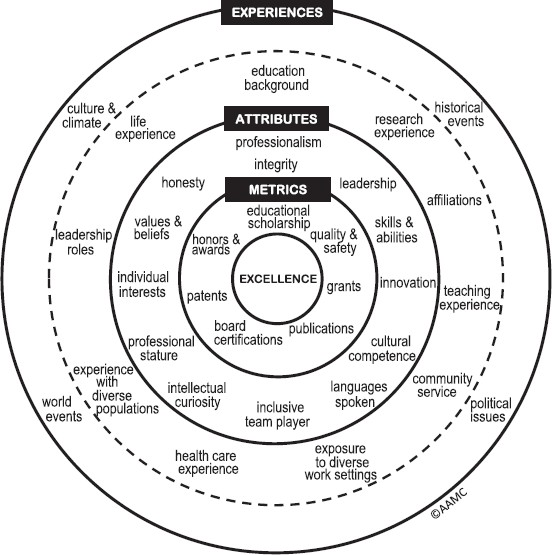 EXPERIENCES
education
background
culture &
climate
life
experience
research
experience
historical
events
ATTRIBUTES
professionalism
integrity
honesty
leadership
affiliations
METRICS
educational
scholarship
values &
beliefs
honors &
awards
quality &
safety
skills &
abilities
leadership
roles
EXCELLENCE
individual
interests
patents
grants
innovation
teaching
experience
board
certifications
publications
professional
stature
cultural
competence
experience
with
diverse
populations
intellectual
curiosity
inclusive
team player
languages
spoken
community
service
world
events
political
issues
health care
experience
exposure
to diverse
work settings
©AAMC